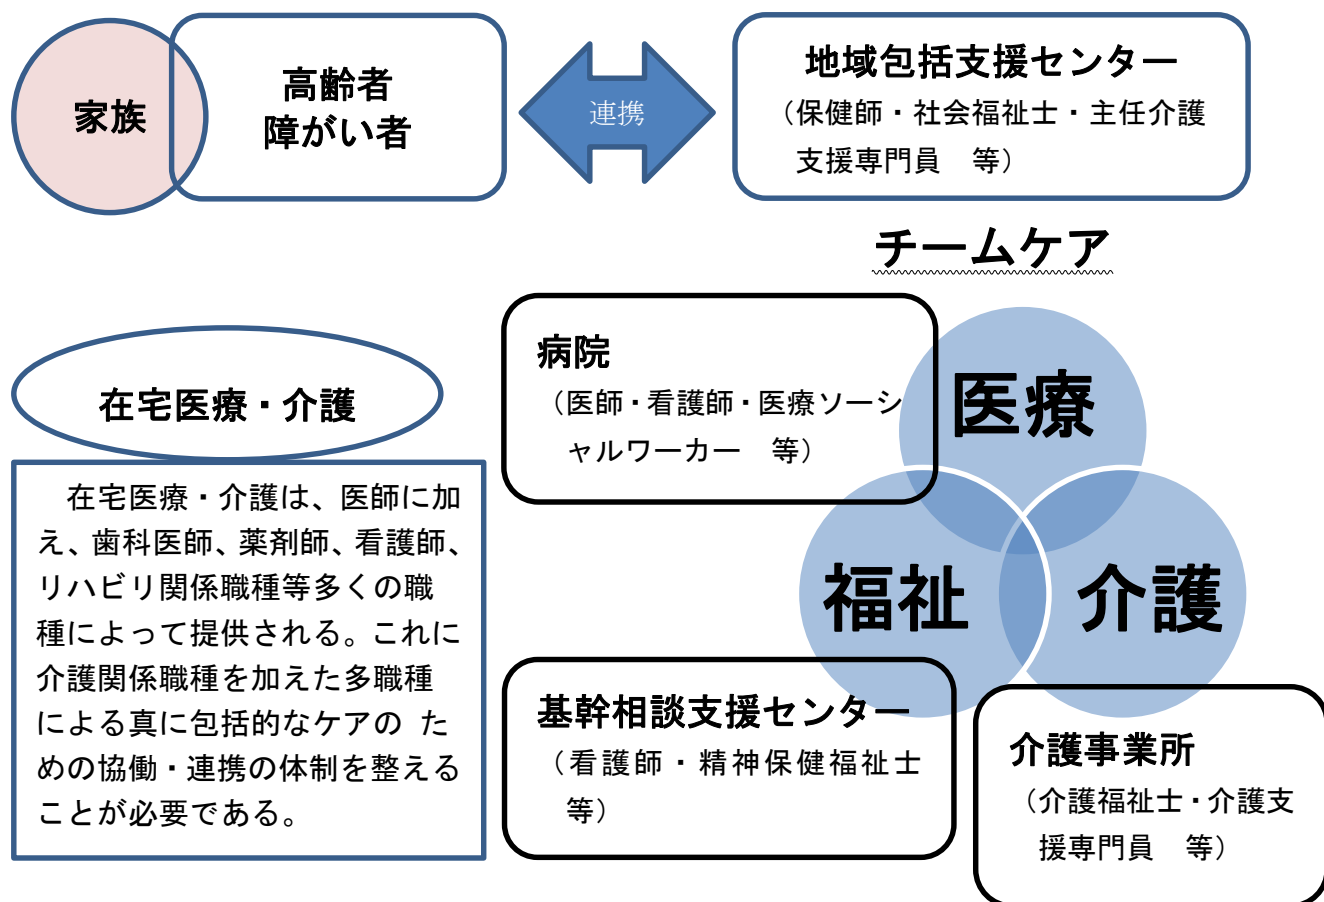 家族
高齢者
障がい者
連携
地域包括支援センター
（保健師・社会福祉士・主任介護
支援専門員　等）
チームケア
病院
（医師・看護師・医療ソーシ
ャルワーカー　等）
医療
福祉
介護
在宅医療・介護
　在宅医療・介護は、医師に加
え、歯科医師、薬剤師、看護師、
リハビリ関係職種等多くの職
種によって提供される。これに
介護関係職種を加えた多職種
による真に包括的なケアの た
めの協働・連携の体制を整える
ことが必要である。
基幹相談支援センター
（看護師・精神保健福祉士
等）
介護事業所
（介護福祉士・介護支
援専門員　等）